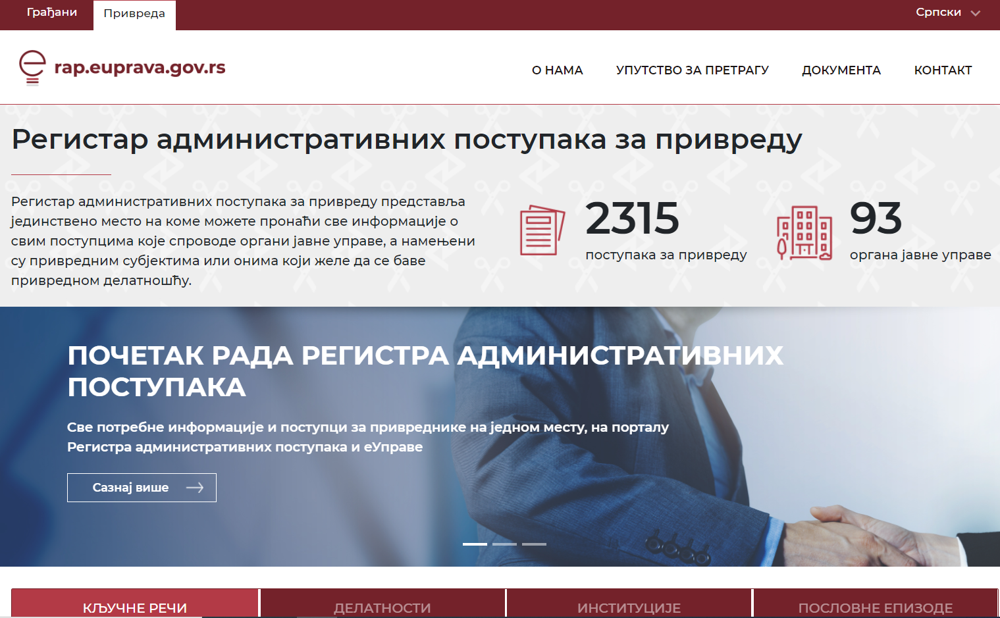 Грађани
Привреда
Српски
rap.euprava.gov.rs
О НАМА
УПУТСТВО ЗА ПРЕТРАГУ
ДОКУМЕНТА
КОНТАКТ
Регистар административних поступака за привреду
Регистар административних поступака за привреду представља
јединствено место на коме можете пронаћи све информације о
свим поступцима које спроводе органи јавне управе, а намењени
су привредним субјектима или онима који желе да се баве
привредном делатношћу.
2315
поступака за привреду
93
органа јавне управе
ПОЧЕТАК РАДА РЕГИСТРА АДМИНИСТРАТИВНИХ
ПОСТУПАКА
Све потребне информације и поступци за привреднике на једном месту, на порталу
Регистра административних поступака и еУправе
Сазнај више
КЉУЧНЕ РЕЧИ
ДЕЛАТНОСТИ
ИНСТИТУЦИЈЕ
ПОСЛОВНЕ ЕПИЗОДЕ